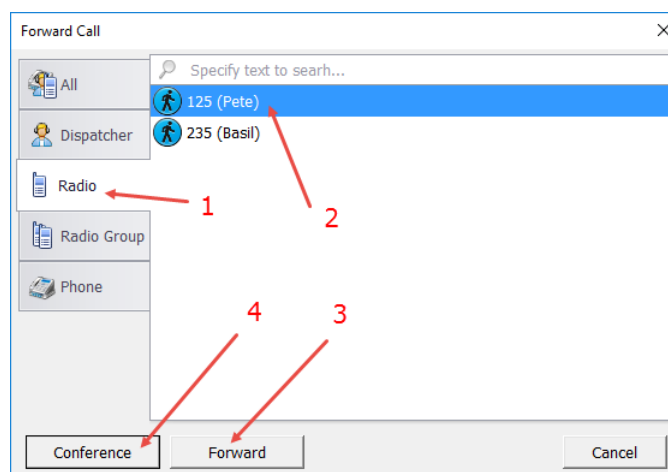 Forward Call
All
Specify text to searh...
125 (Pete)
Dispatcher
235 (Basil)
Radio
1
2
Radio Group
Phone
4
3
Conference
Forward
Cancel